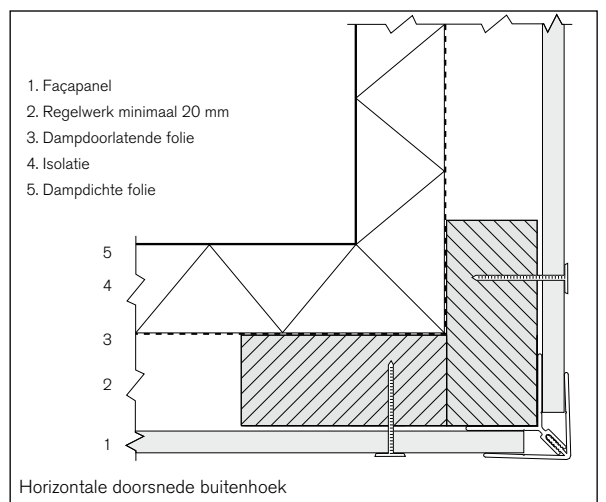 1. Façapanel
2. Regelwerk minimaal 20 mm
3. Dampdoorlatende folie
4. Isolatie
5. Dampdichte folie
5
4
3
2
1
Horizontale doorsnede buitenhoek